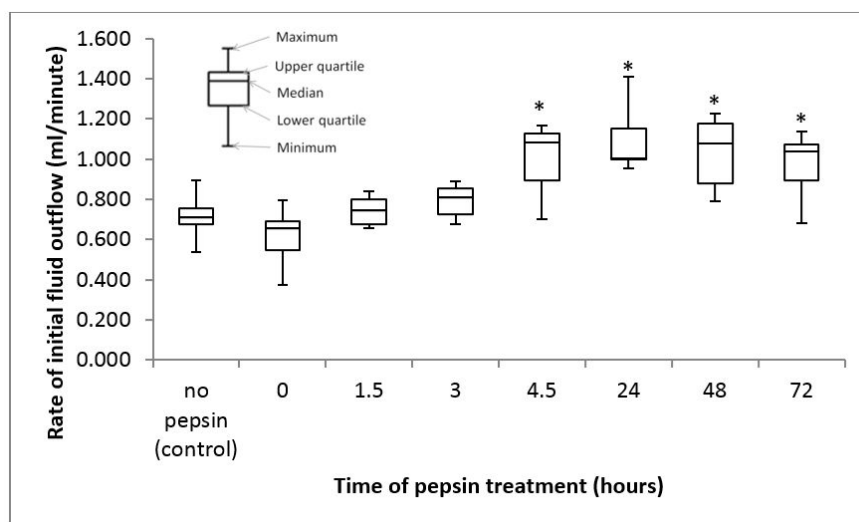 Rate of initial fluid outflow (ml/minute)
1.600
1.400
1.200
1.000
0.800
0.600
0.400
0.200
0.000
Maximum
Upper quartile
Median
Lower quartile
Minimum
* * * *
no pepsin (control) 0 1.5 3 4.5 24 48 72
Time of pepsin treatment (hours)